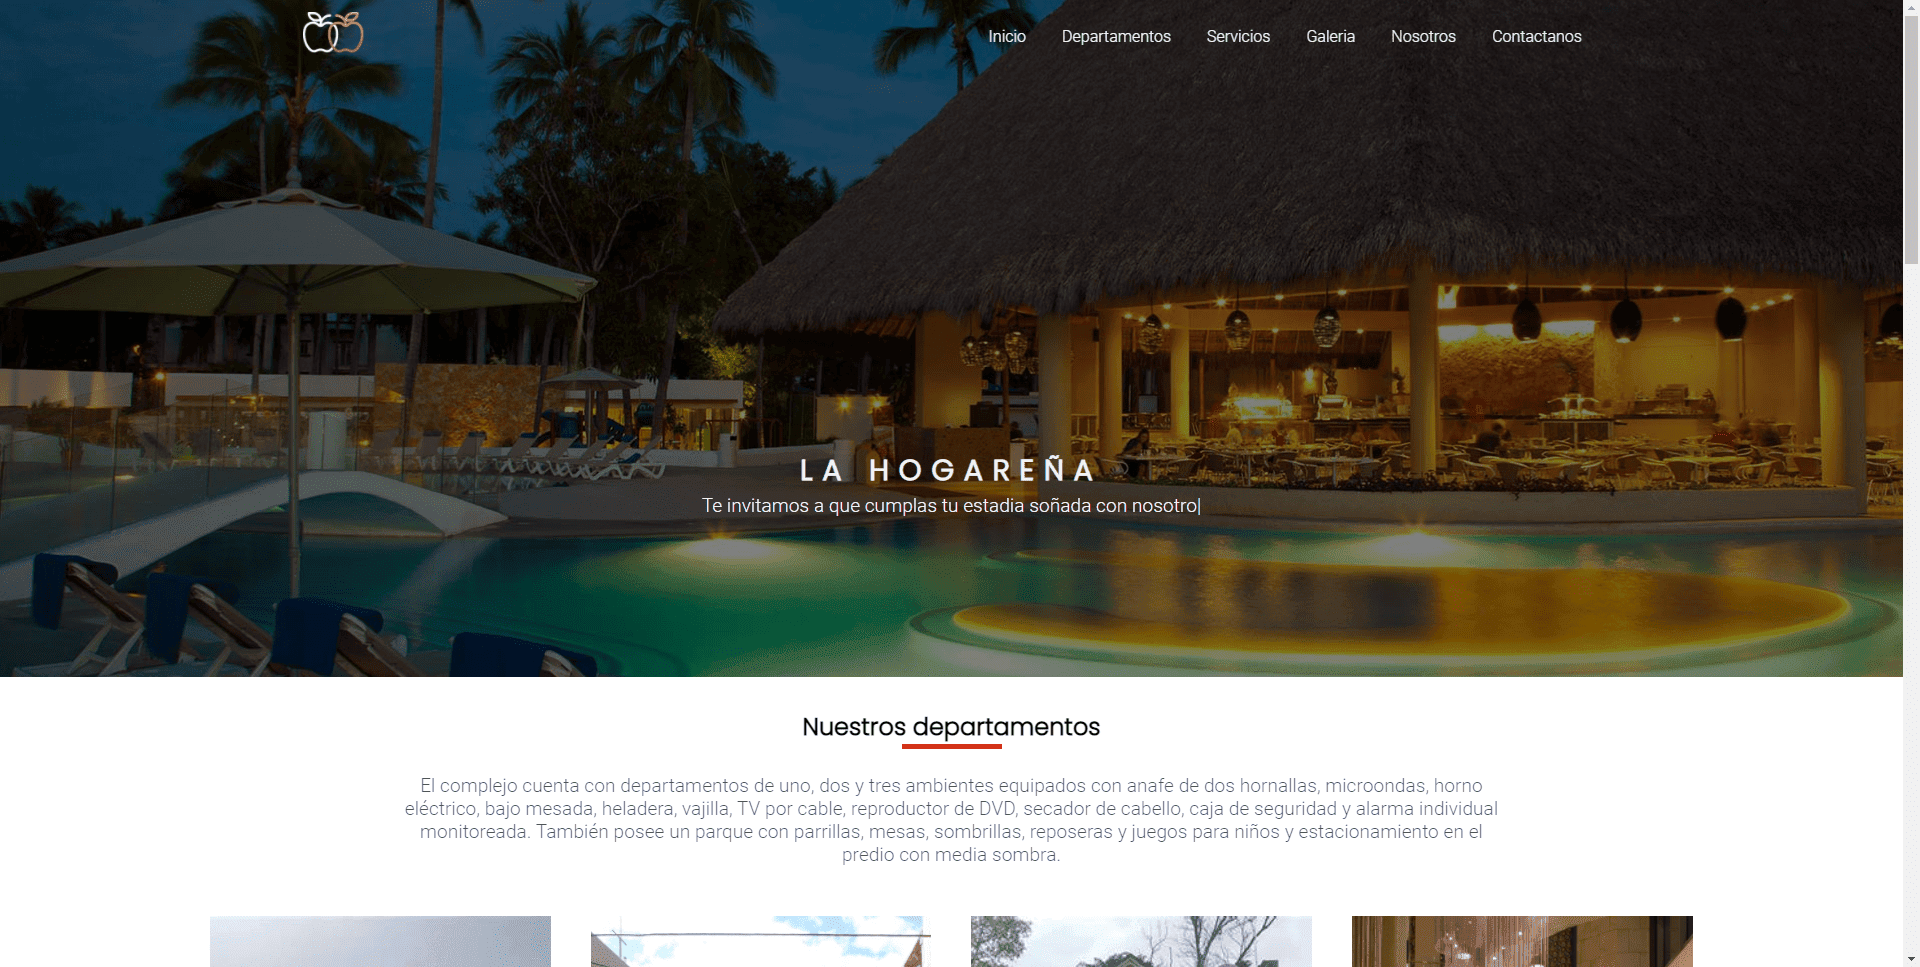 Inicio Departamentos Servicios Galeria Nosotros Contactanos
LA HOGAREÑA
Te invitamos a que cumplas tu estadia soñada con nosotro|
Nuestros departamentos
El complejo cuenta con departamentos de uno, dos y tres ambientes equipados con anafe de dos hornallas, microondas, horno
eléctrico, bajo mesada, heladera, vajilla, TV por cable, reproductor de DVD, secador de cabello, caja de seguridad y alarma individual
monitoreada. También posee un parque con parrillas, mesas, sombrillas, reposeras y juegos para niños y estacionamiento en el
predio con media sombra.